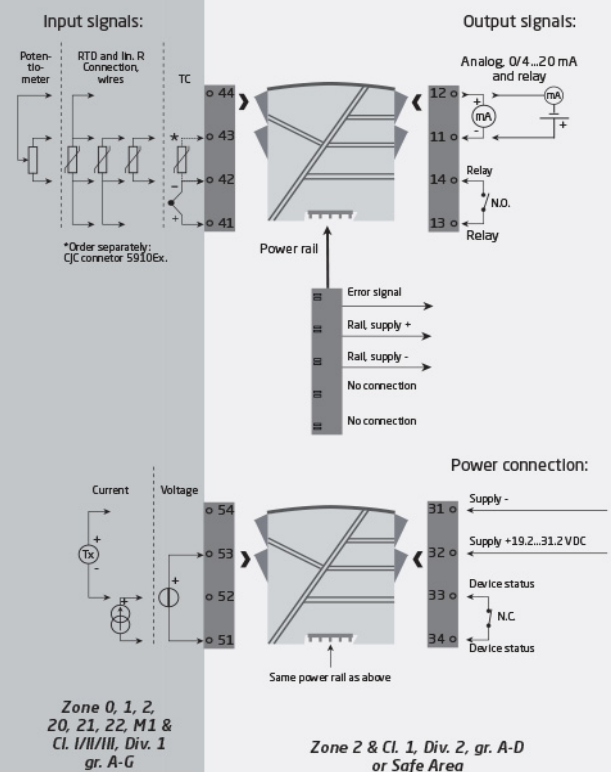 Input signals:
Output signals:
Poten-
tio-
meter
RTD and lin. R
Connection,
wires
TC
Analog, 0/4...20 mA
and relay
44
43
42
41
*
–
+
12
11
14
13
+
mA
-
mA
+
Relay
N.O.
Relay
*Order separately:
CJC connetor 5910Ex.
Power rail
Error signal
Rail, supply +
Rail, supply -
No connection
No connection
Power connection:
Current
Voltage
54
53
52
51
+
Tx
-
+
31
32
33
34
Supply -
Supply +19.2...31.2 VDC
Device status
N.C.
Device status
Same power rail as above
Zone 0, 1, 2,
20, 21, 22, M1 &
Cl. I/II/III, Div. 1
gr. A-G
Zone 2 & Cl. 1, Div. 2, gr. A-D
or Safe Area